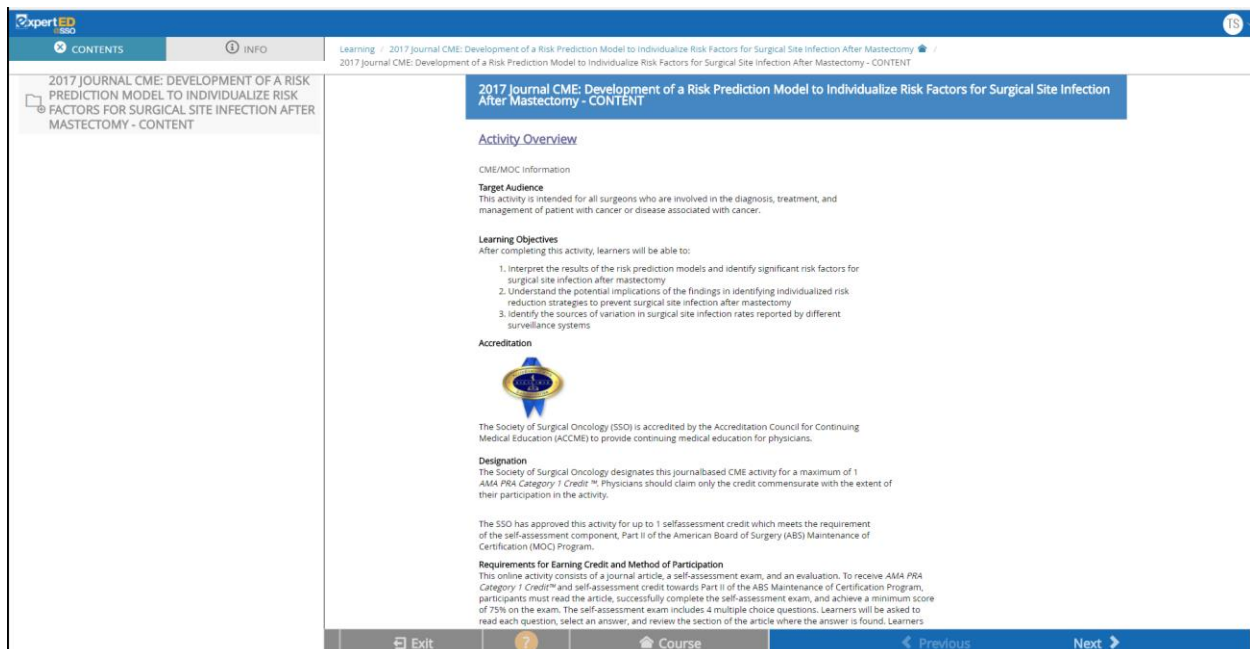 ExpertED
@SSO
TS
CONTENTS
INFO
2017 JOURNAL CME: DEVELOPMENT OF A RISK
PREDICTION MODEL TO INDIVIDUALIZE RISK
FACTORS FOR SURGICAL SITE INFECTION AFTER
MASTECTOMY - CONTENT
Learning / 2017 Journal CME: Development of a Risk Prediction Model to Individualize Risk Factors for Surgical Site Infection After Mastectomy /
2017 Journal CME: Development of a Risk Prediction Model to Individualize Risk Factors for Surgical Site Infection After Mastectomy - CONTENT
2017 Journal CME: Development of a Risk Prediction Model to Individualize Risk Factors for Surgical Site Infection
After Mastectomy - CONTENT
Activity Overview
CME/MOC Information
Target Audience
This activity is intended for all surgeons who are involved in the diagnosis, treatment, and
management of patient with cancer or disease associated with cancer.
Learning Objectives
After completing this activity, learners will be able to:
1. Interpret the results of the risk prediction models and identify significant risk factors for
surgical site infection after mastectomy
2. Understand the potential implications of the findings in identifying individualized risk
reduction strategies to prevent surgical site infection after mastectomy
3. Identify the sources of variation in surgical site infection rates reported by different
surveillance systems
Accreditation
The Society of Surgical Oncology (SSO) is accredited by the Accreditation Council for Continuing
Medical Education (ACCME) to provide continuing medical education for physicians.
Designation
The Society of Surgical Oncology designates this journalbased CME activity for a maximum of 1
AMA PRA Category 1 Credit ™. Physicians should claim only the credit commensurate with the extent of
their participation in the activity.
The SSO has approved this activity for up to 1 selfassessment credit which meets the requirement
of the self-assessment component, Part II of the American Board of Surgery (ABS) Maintenance of
Certification (MOC) Program.
Requirements for Earning Credit and Method of Participation
This online activity consists of a journal article, a self-assessment exam, and an evaluation. To receive AMA PRA
Category 1 Credit™ and self-assessment credit towards Part II of the ABS Maintenance of Certification Program,
participants must read the article, successfully complete the self-assessment exam, and achieve a minimum score
of 75% on the exam. The self-assessment exam includes 4 multiple choice questions. Learners will be asked to
read each question, select an answer, and review the section of the article where the answer is found. Learners
Exit
?
Course
Previous
Next